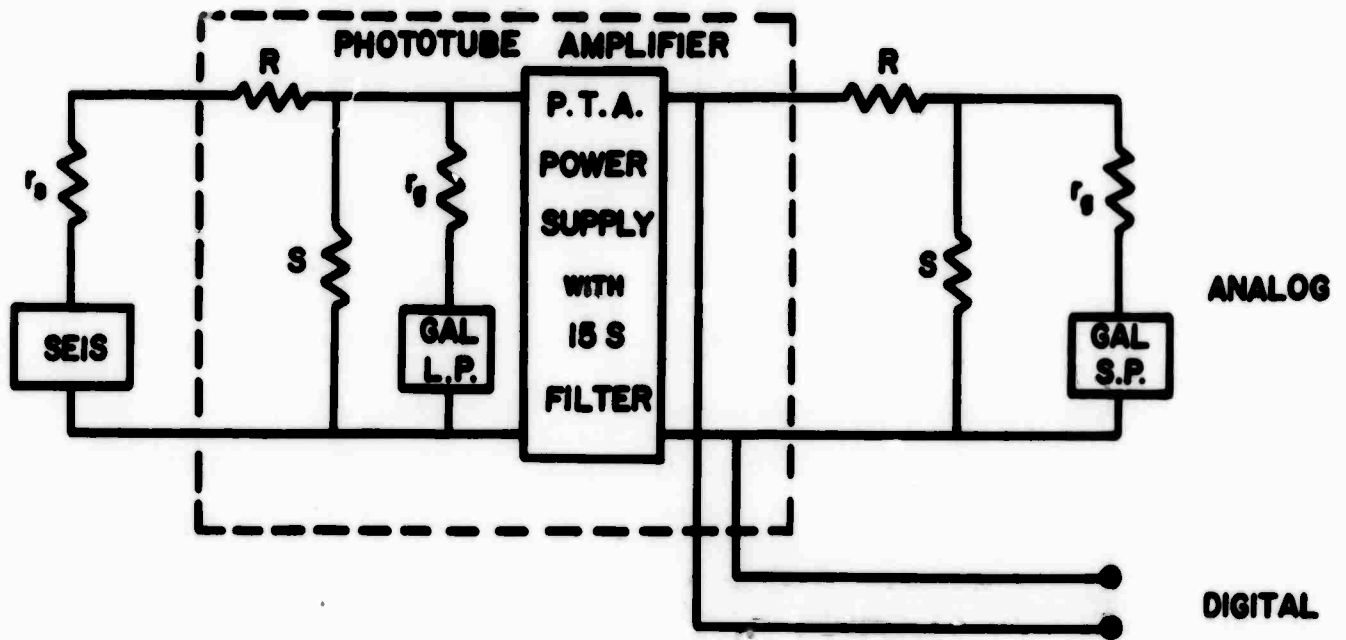 PHOTOTUBE AMPLIFIER
R
R
P.T.A.
POWER
SUPPLY
WITH
15 S
FILTER
rs
rg
rg
S
S
SEIS
GAL
L.P.
GAL
S.P.
ANALOG
DIGITAL